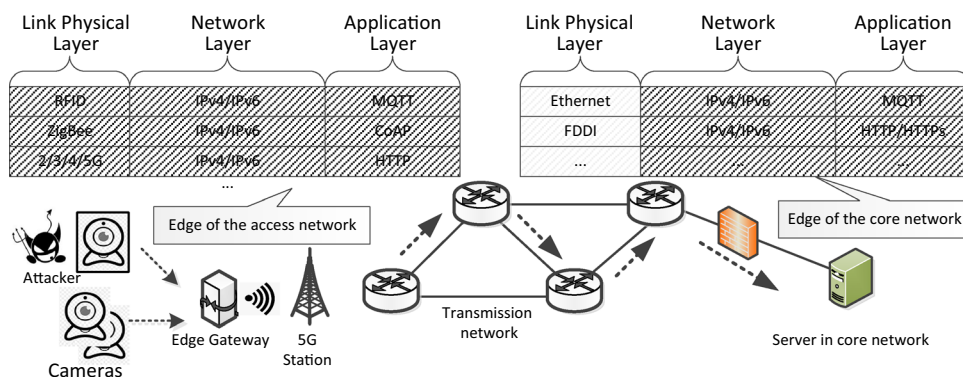 Link Physical Layer
Network Layer
Application Layer
Link Physical Layer
Network Layer
Application Layer
RFID
IPv4/IPv6
MQTT
Ethernet
IPv4/IPv6
MQTT
ZigBee
IPv4/IPv6
CoAP
FDDI
IPv4/IPv6
HTTP/HTTPs
2/3/4/5G
IPv4/IPv6
HTTP
...
...
...
...
Edge of the access network
Edge of the core network
Attacker
Cameras
Edge Gateway
5G
Station
Transmission
network
Server in core network